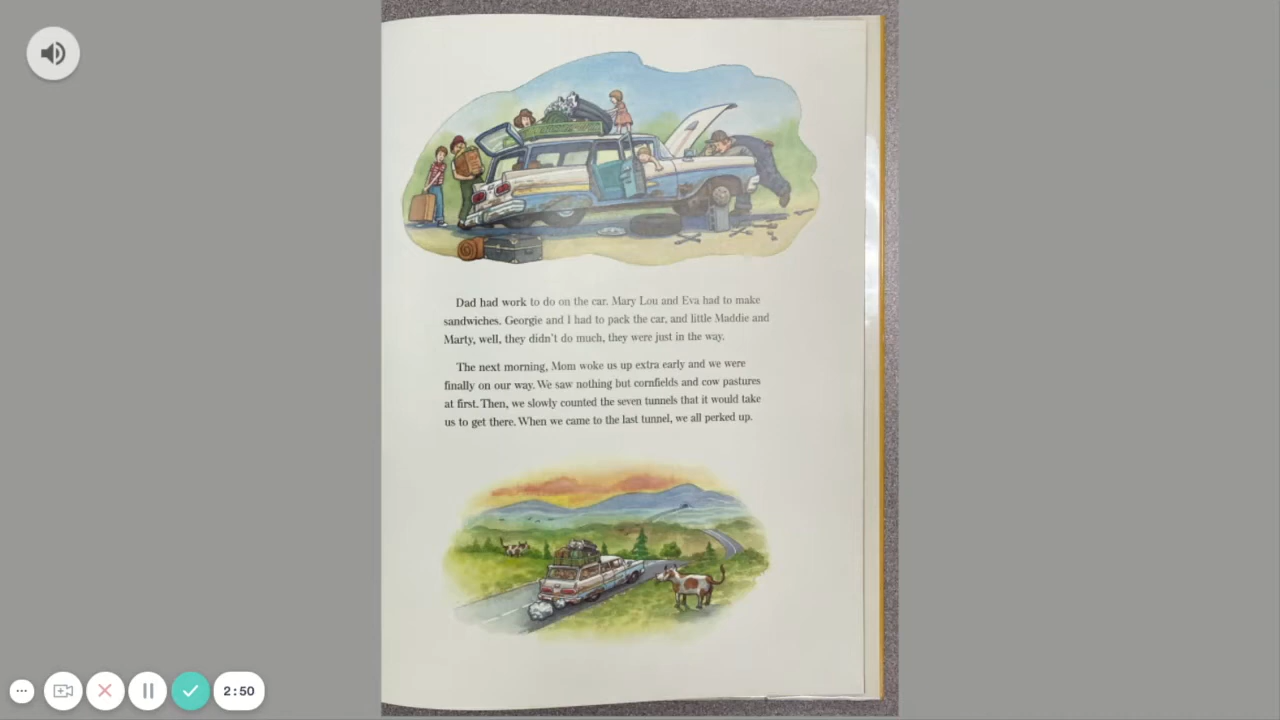 Dad had work to do on the car. Mary Lou and Eva had to make
sandwiches. Georgie and I had to pack the car, and little Maddie and
Marty, well, they didn't do much, they were just in the way.
The next morning, Mom woke us up extra early and we were
finally on our way. We saw nothing but cornfields and cow pastures
at first. Then, we slowly counted the seven tunnels that it would take
us to get there. When we came to the last tunnel, we all perked up.
2:50